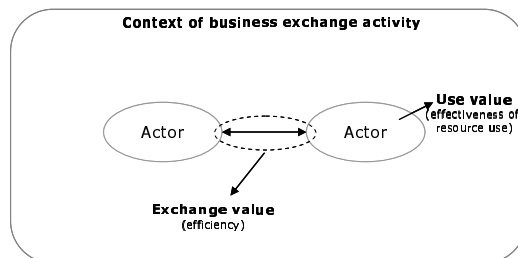 Context of business exchange activity
Actor
Actor
Use value
(effectiveness of
resource use)
Exchange value
(efficiency)